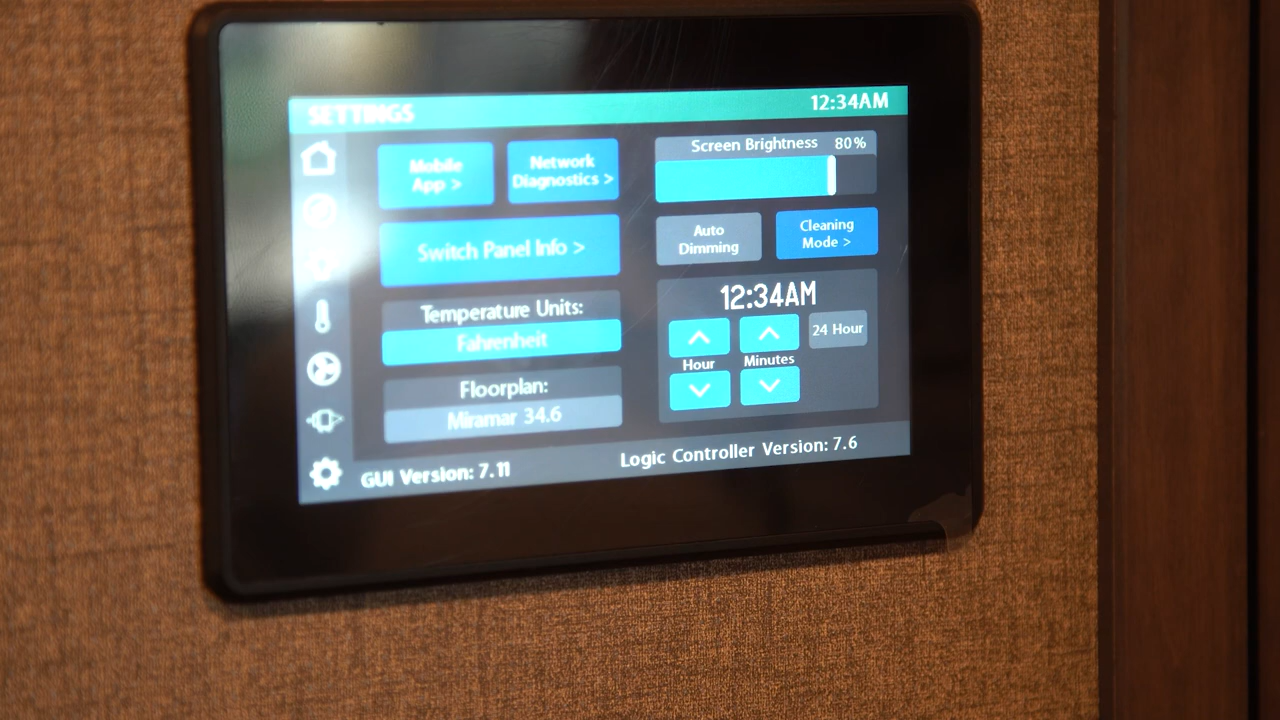 SETTINGS
12:34AM
Mobile
App >
Network
Diagnostics >
Switch Panel Info >
Temperature Units:
Fahrenheit
Floorplan:
Miramar 34.6
GUI Version: 7.11
Screen Brightness 80%
Auto
Dimming
Cleaning
Mode >
12:34AM
24 Hour
Hour
Minutes
Logic Controller Version: 7.6